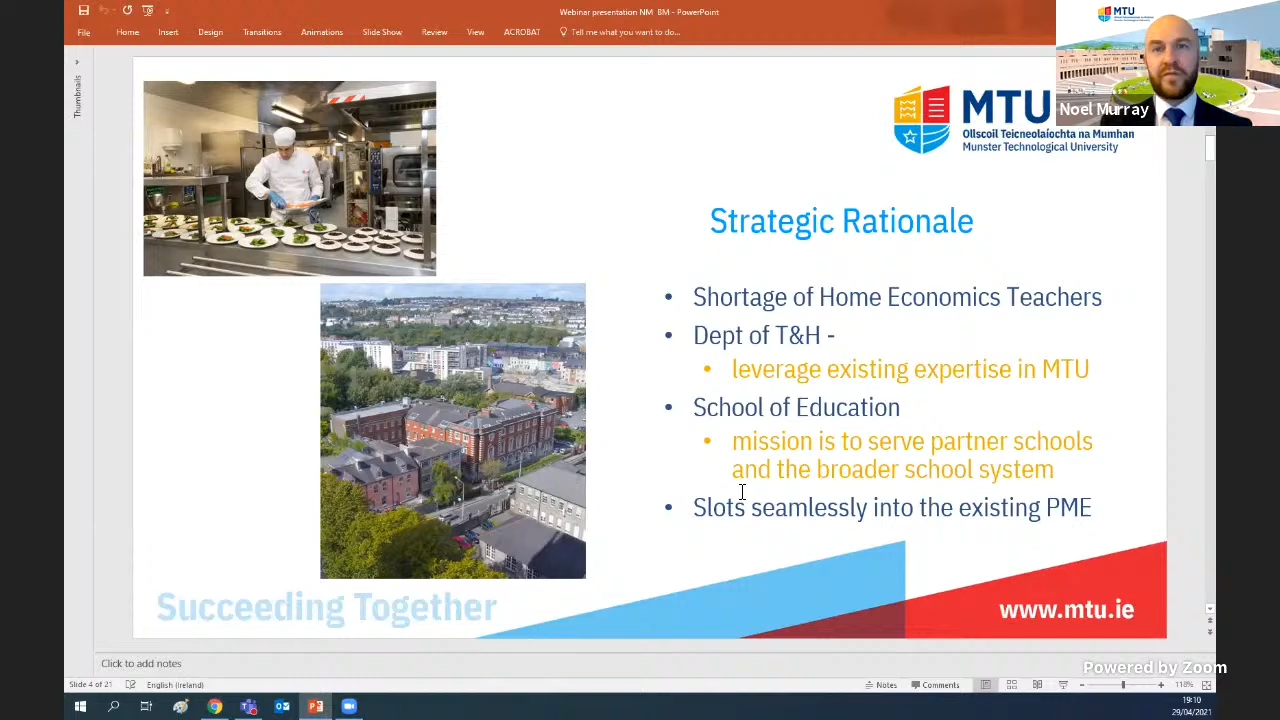 Webinar presentation NM BM - PowerPoint
File Home Insert Design Transitions Animations Slide Show Review View ACROBAT Tell me what you want to do...
Thumbnails
MTU
Noel Murray
MTU
Ollscoil Teicneolaíochta na Mumhan
Munster Technological University
Strategic Rationale
• Shortage of Home Economics Teachers
• Dept of T&H -
• leverage existing expertise in MTU
• School of Education
• mission is to serve partner schools
and the broader school system
• Slots seamlessly into the existing PME
Succeeding Together
www.mtu.ie
Click to add notes
Powered by Zoom
Slide 4 of 21 English (Ireland) Notes Comments 118%
19:10
29/04/2021